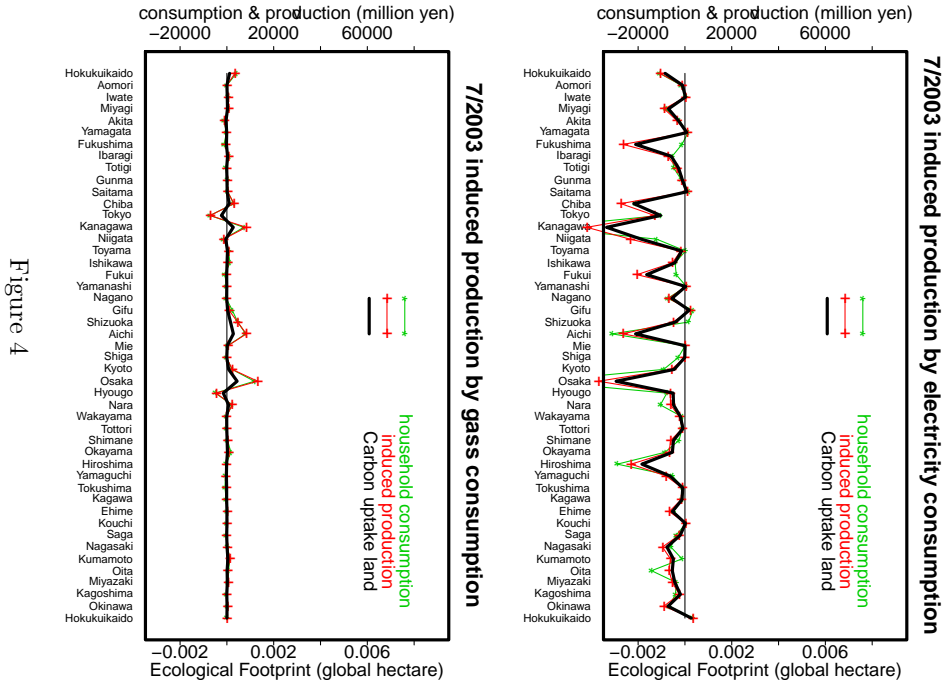 consumption & production (million yen)
−20000 20000 60000
Hokukuikaido
Aomori
Iwate
Miyagi
Akita
Yamagata
Fukushima
Ibaragi
Totigi
Gunma
Saitama
Chiba
Tokyo
Kanagawa
Niigata
Toyama
Ishikawa
Fukui
Yamanashi
Nagano
Gifu
Shizuoka
Aichi
Mie
Shiga
Kyoto
Osaka
Hyougo
Nara
Wakayama
Tottori
Shimane
Okayama
Hiroshima
Yamaguchi
Tokushima
Kagawa
Ehime
Kouchi
Saga
Nagasaki
Kumamoto
Oita
Miyazaki
Kagoshima
Okinawa
Hokukuikaido
−0.002 0.002 0.006
Ecological Footprint (global hectare)
household consumption
induced production
Carbon uptake land
7/2003 induced production by gass consumption
consumption & production (million yen)
−20000 20000 60000
Hokukuikaido
Aomori
Iwate
Miyagi
Akita
Yamagata
Fukushima
Ibaragi
Totigi
Gunma
Saitama
Chiba
Tokyo
Kanagawa
Niigata
Toyama
Ishikawa
Fukui
Yamanashi
Nagano
Gifu
Shizuoka
Aichi
Mie
Shiga
Kyoto
Osaka
Hyougo
Nara
Wakayama
Tottori
Shimane
Okayama
Hiroshima
Yamaguchi
Tokushima
Kagawa
Ehime
Kouchi
Saga
Nagasaki
Kumamoto
Oita
Miyazaki
Kagoshima
Okinawa
Hokukuikaido
−0.002 0.002 0.006
Ecological Footprint (global hectare)
household consumption
induced production
Carbon uptake land
7/2003 induced production by electricity consumption
Figure 4